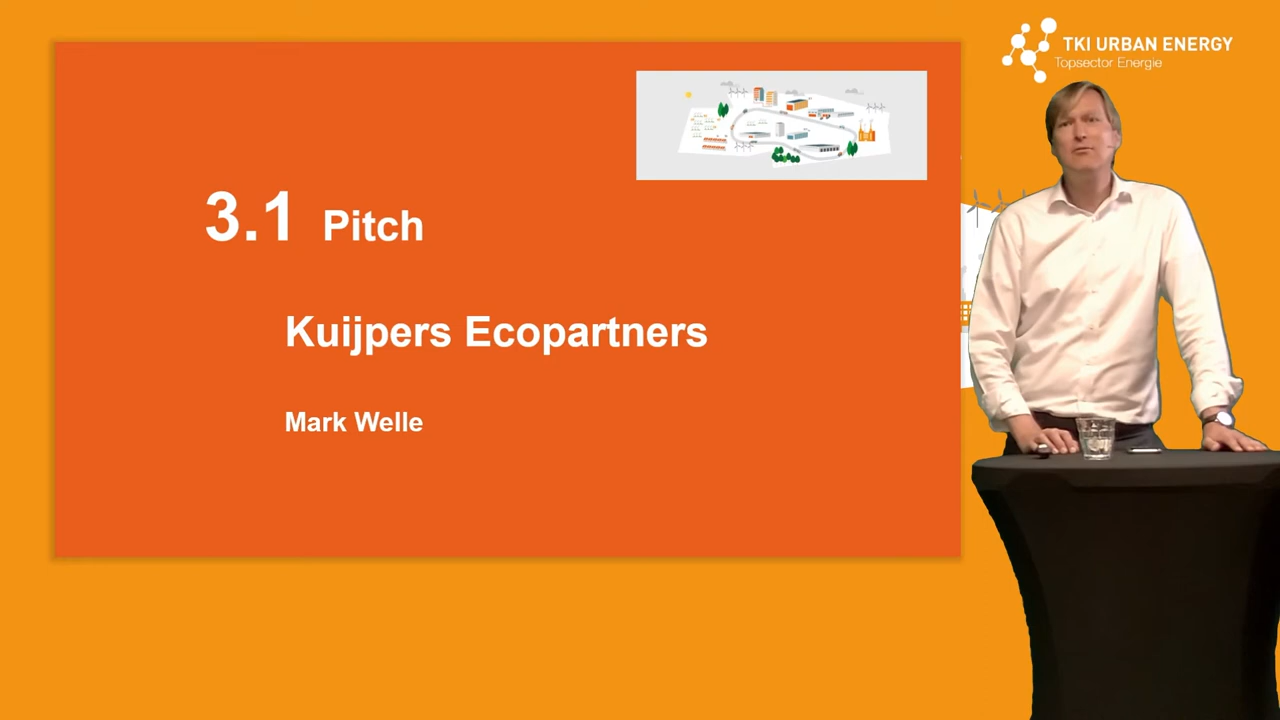 TKI URBAN ENERGY
Topsector Energie
3.1 Pitch
Kuijpers Ecopartners
Mark Welle